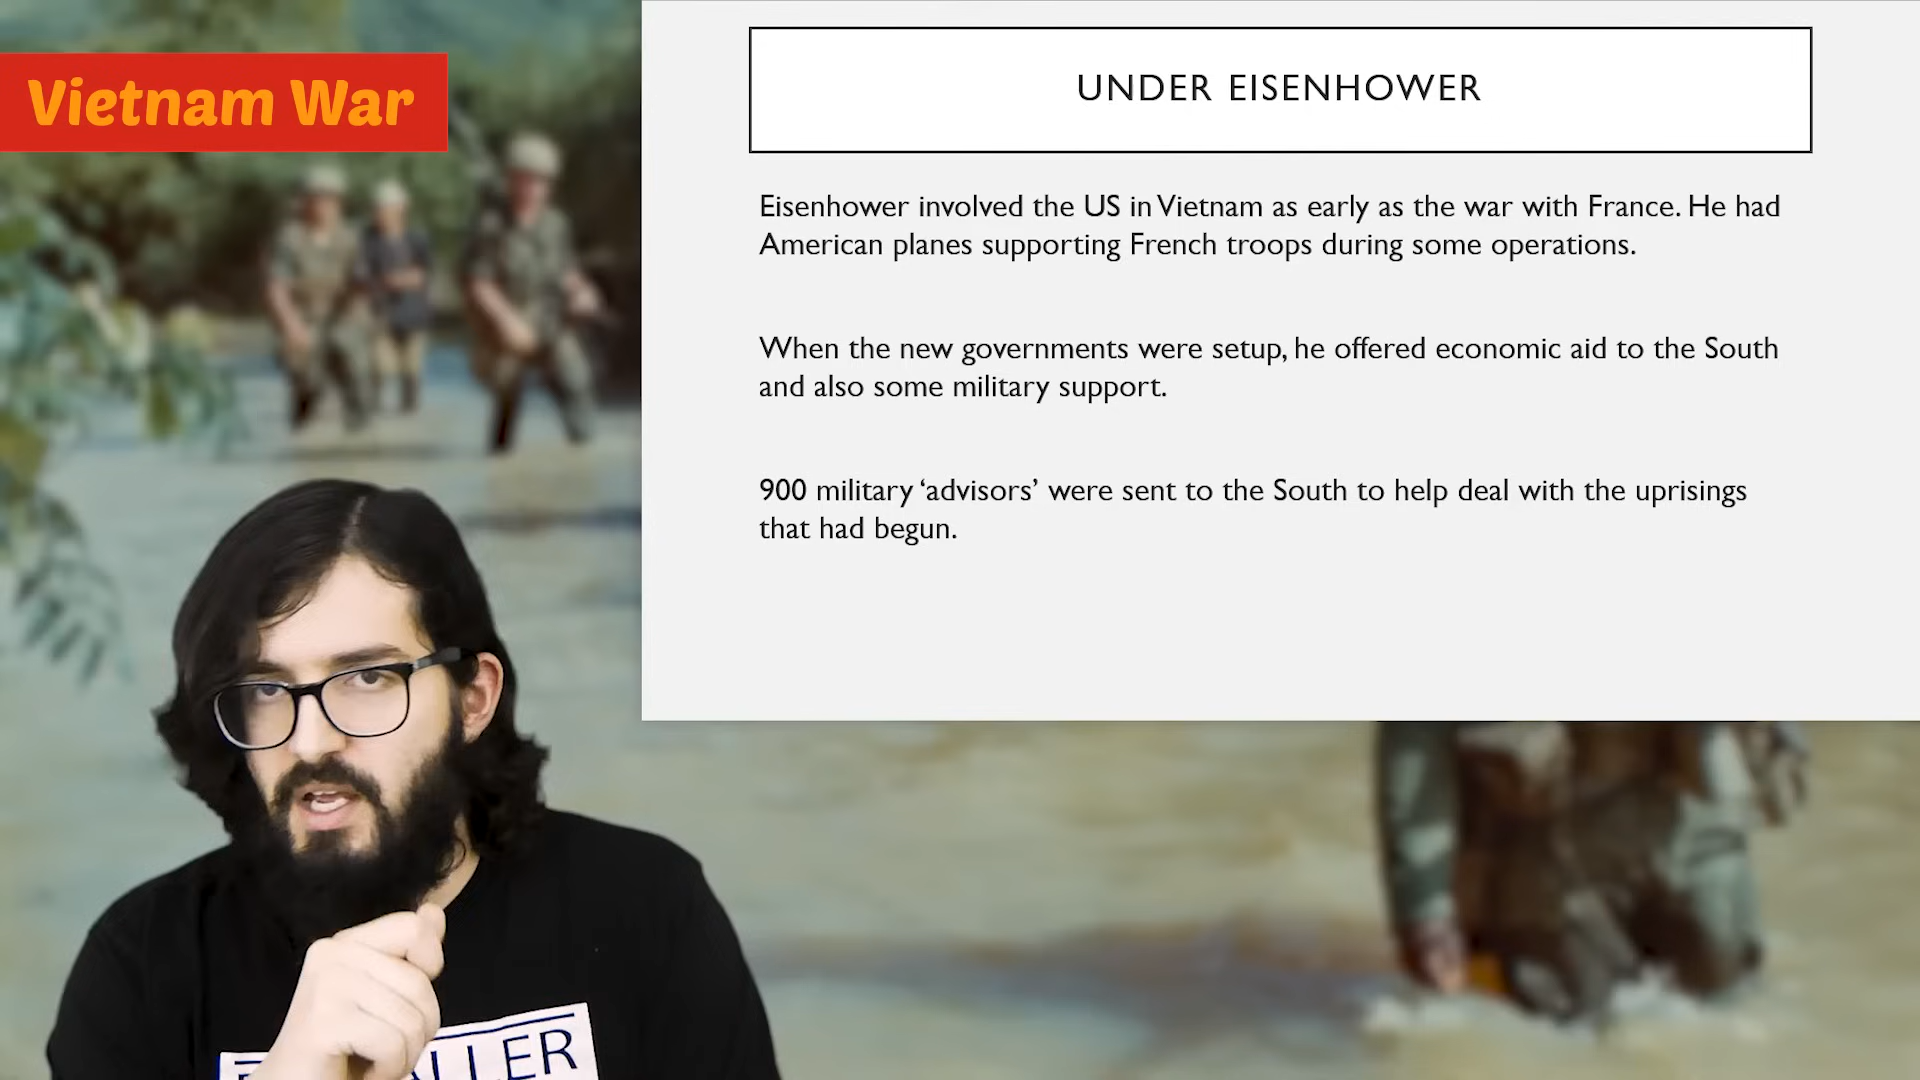 Vietnam War
UNDER EISENHOWER
Eisenhower involved the US in Vietnam as early as the war with France. He had
American planes supporting French troops during some operations.
When the new governments were setup, he offered economic aid to the South
and also some military support.
900 military ‘advisors’ were sent to the South to help deal with the uprisings
that had begun.